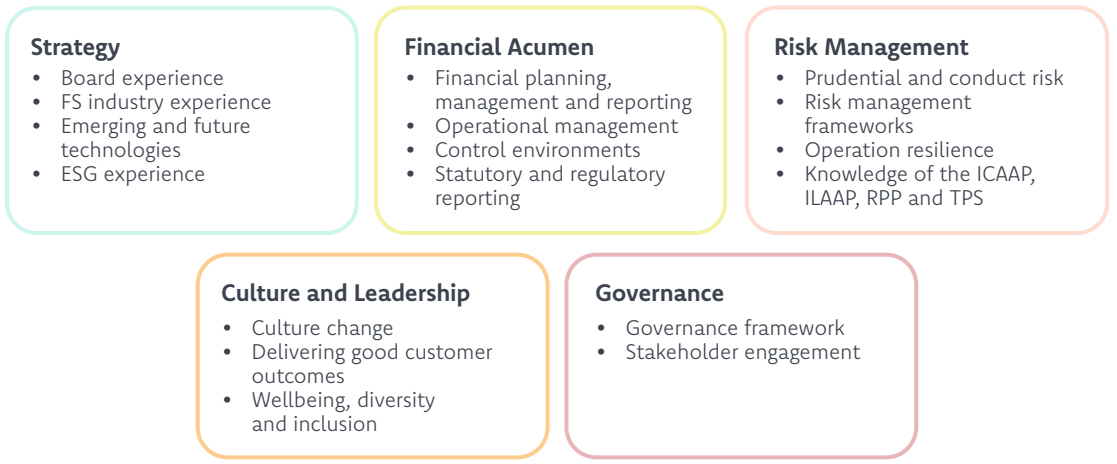 Strategy
• Board experience
• FS industry experience
• Emerging and future
technologies
• ESG experience
Financial Acumen
• Financial planning,
management and reporting
• Operational management
• Control environments
• Statutory and regulatory
reporting
Risk Management
• Prudential and conduct risk
• Risk management
frameworks
• Operation resilience
• Knowledge of the ICAAP,
ILAAP, RPP and TPS
Culture and Leadership
• Culture change
• Delivering good customer
outcomes
• Wellbeing, diversity
and inclusion
Governance
• Governance framework
• Stakeholder engagement